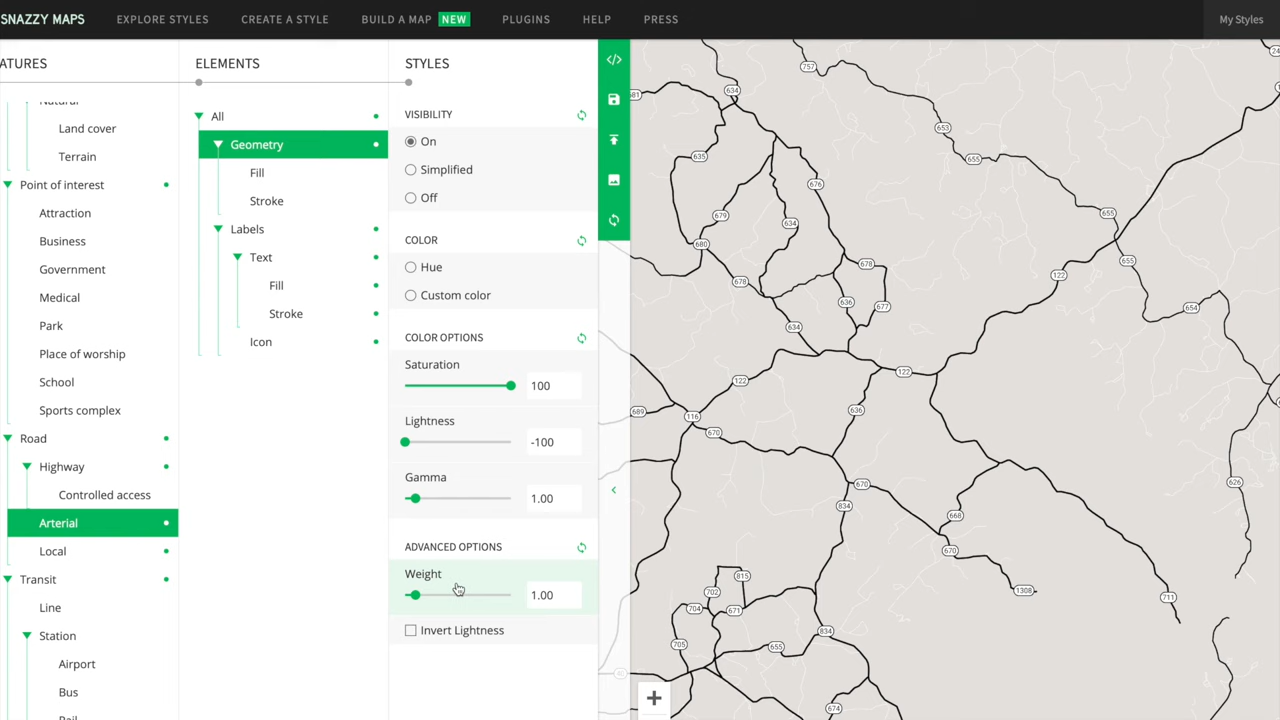 SNAZZY MAPS EXPLORE STYLES CREATE A STYLE BUILD A MAP NEW PLUGINS HELP PRESS My Styles
ATURES
Natural
Land cover
Terrain
Point of interest
Attraction
Business
Government
Medical
Park
Place of worship
School
Sports complex
Road
Highway
Controlled access
Arterial
Local
Transit
Line
Station
Airport
Bus
Rail
ELEMENTS
All
Geometry
Fill
Stroke
Labels
Text
Fill
Stroke
Icon
STYLES
VISIBILITY
On
Simplified
Off
COLOR
Hue
Custom color
COLOR OPTIONS
Saturation
100
Lightness
-100
Gamma
1.00
ADVANCED OPTIONS
Weight
1.00
Invert Lightness
</>
757
634
681
653
635
655
676
679
634
655
680
678
655
122
678
636
677
654
634
122
122
689
116
636
670
670
626
834
668
670
815
702
1308
704
671
711
834
705
655
674
+